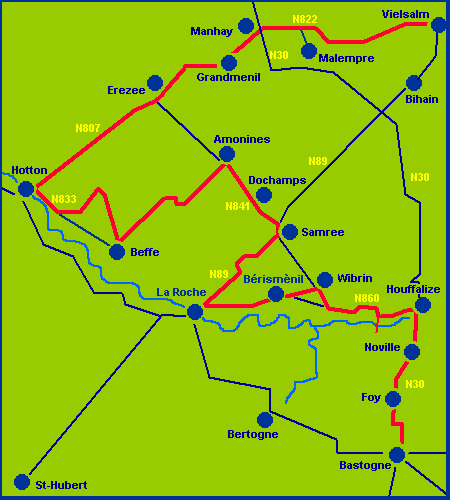 Vielsalm
N822
Manhay
N30
Malempre
Grandmenil
Erezee
Bihain
N807
Amonines
N89
Hotton
Dochamps
N30
N833
N841
Samree
Beffe
N89
Bérismènil
Wibrin
La Roche
Houffalize
N860
Noville
N30
Foy
Bertogne
Bastogne
St-Hubert